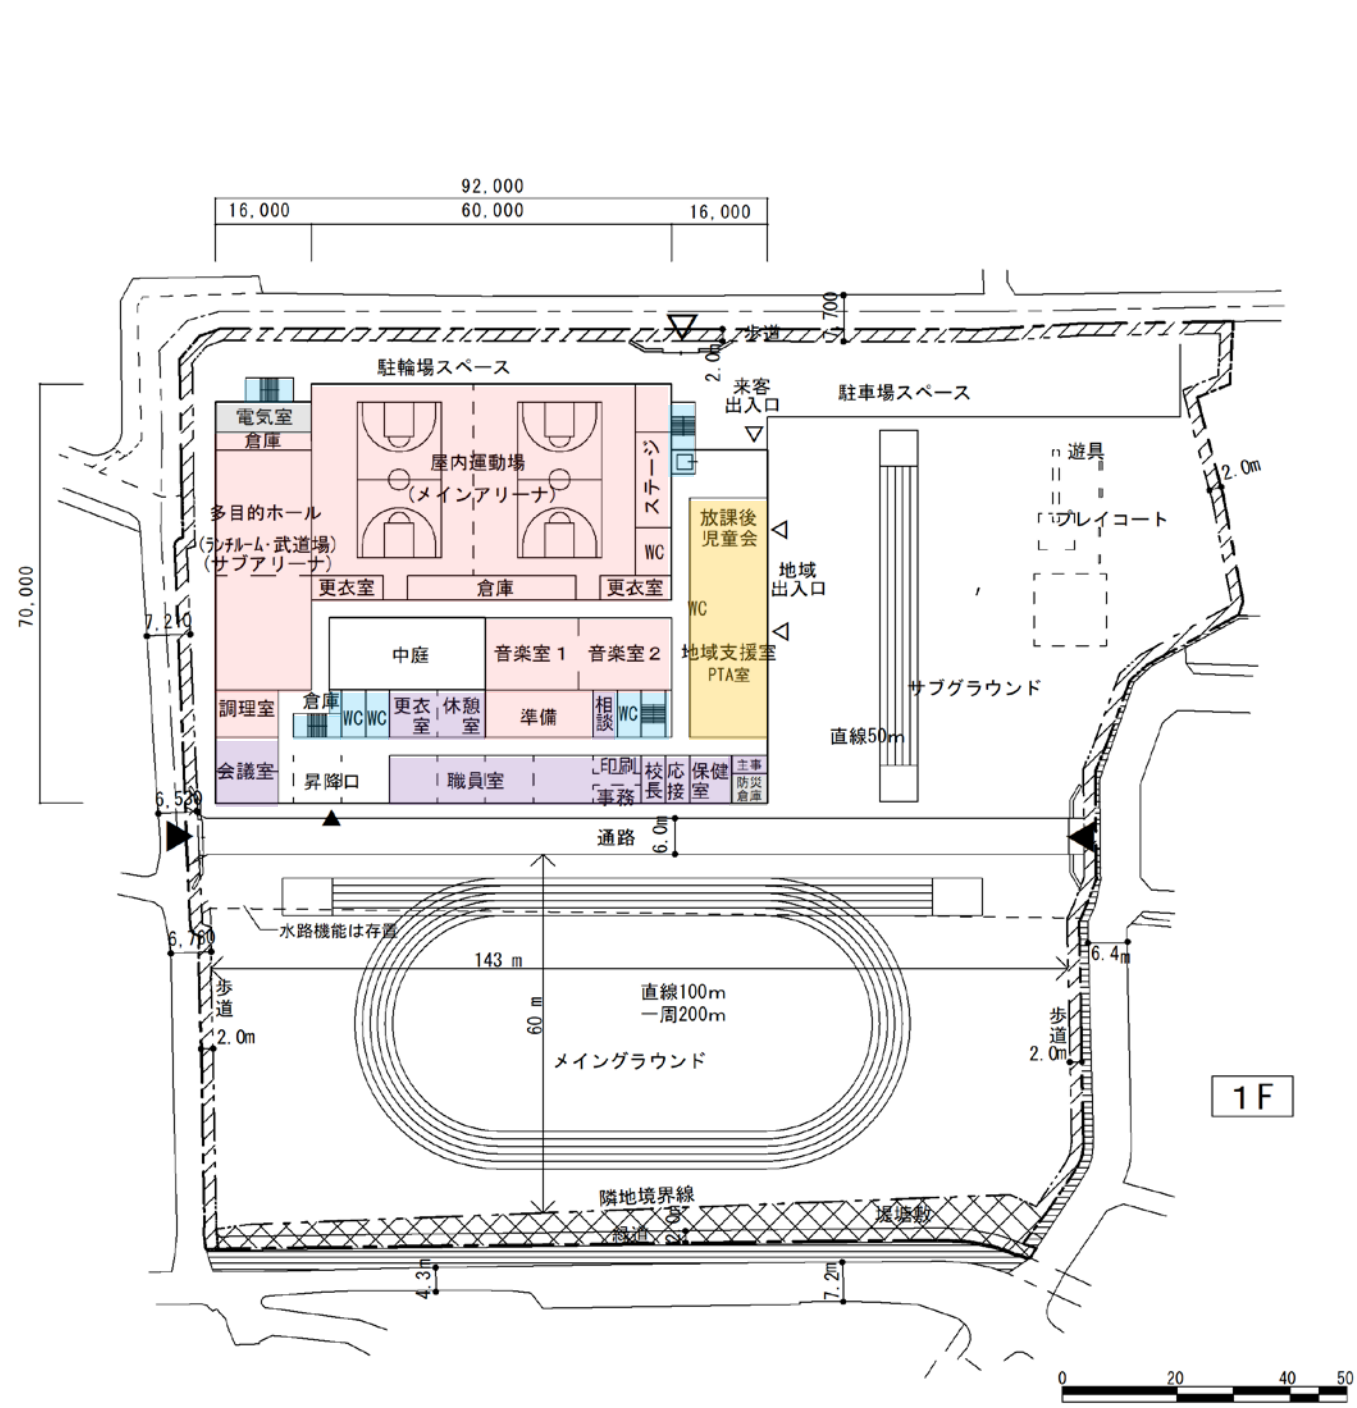 92,000
16,000
60,000
16,000
700
歩道
2.0m
駐輪場スペース
来客
出入口
駐車場スペース
電気室
倉庫
屋内運動場
(メインアリーナ)
ステージ
遊具
2.0m
多目的ホール
(ランチルーム・武道場)
(サブアリーナ)
放課後
児童会
プレイコート
WC
70,000
更衣室
倉庫
更衣室
地域
出入口
WC
7,210
中庭
音楽室1
音楽室2
地域支援室
PTA室
サブグラウンド
調理室
倉庫
WC
WC
更衣
室
休憩
室
準備
相
談
WC
直線50m
会議室
昇降口
職員室
印刷
事務
校
長
応
接
保健
室
主事
防災
倉庫
6,530
通路
6.0m
水路機能は存置
6,780
143 m
6.4m
歩
道
2.0m
60 m
直線100m
一周200m
歩
道
2.0m
メイングラウンド
1F
隣地境界線
堤塘敷
緑道
2.0m
4.3m
7.2m
0
20
40
50